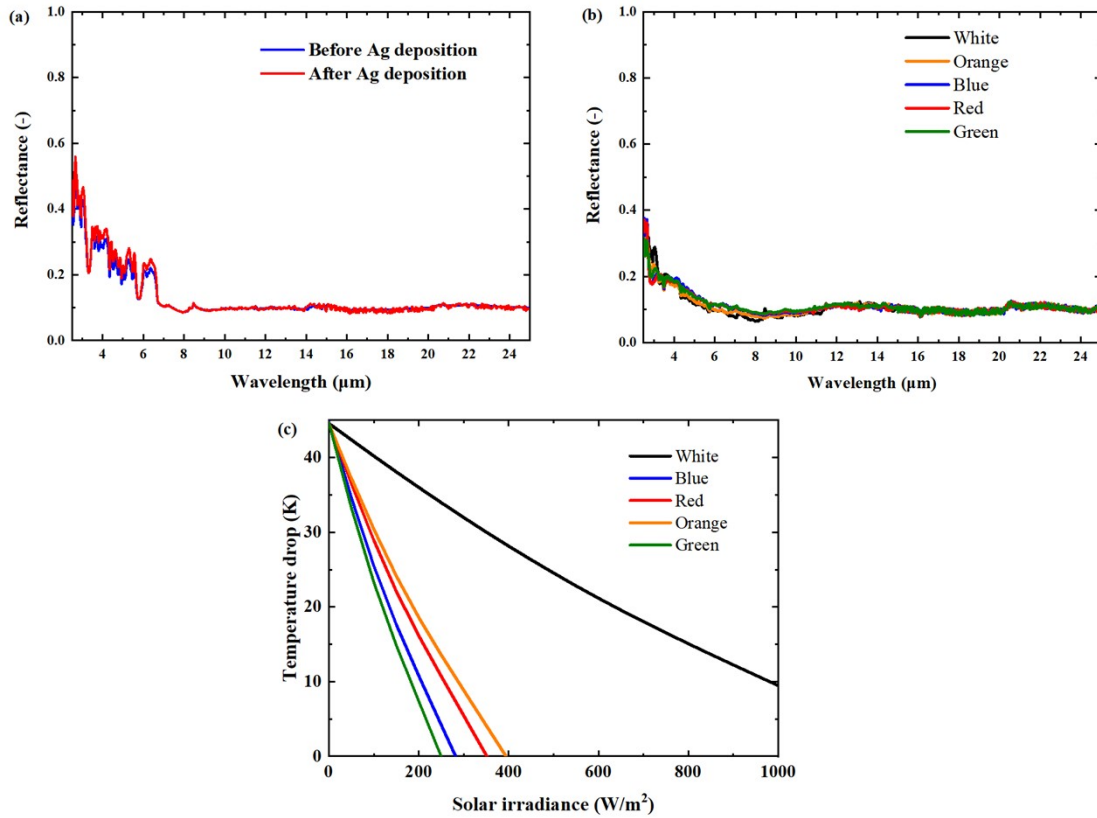 (a)
1.0
0.8
0.6
0.4
0.2
0.0
Reflectance (-)
Before Ag deposition
After Ag deposition
4 6 8 10 12 14 16 18 20 22 24
Wavelength (μm)
(b)
1.0
0.8
0.6
0.4
0.2
0.0
Reflectance (-)
White
Orange
Blue
Red
Green
4 6 8 10 12 14 16 18 20 22 24
Wavelength (μm)
(c)
40
30
20
10
0
Temperature drop (K)
White
Blue
Red
Orange
Green
0 200 400 600 800 1000
Solar irradiance (W/m²)